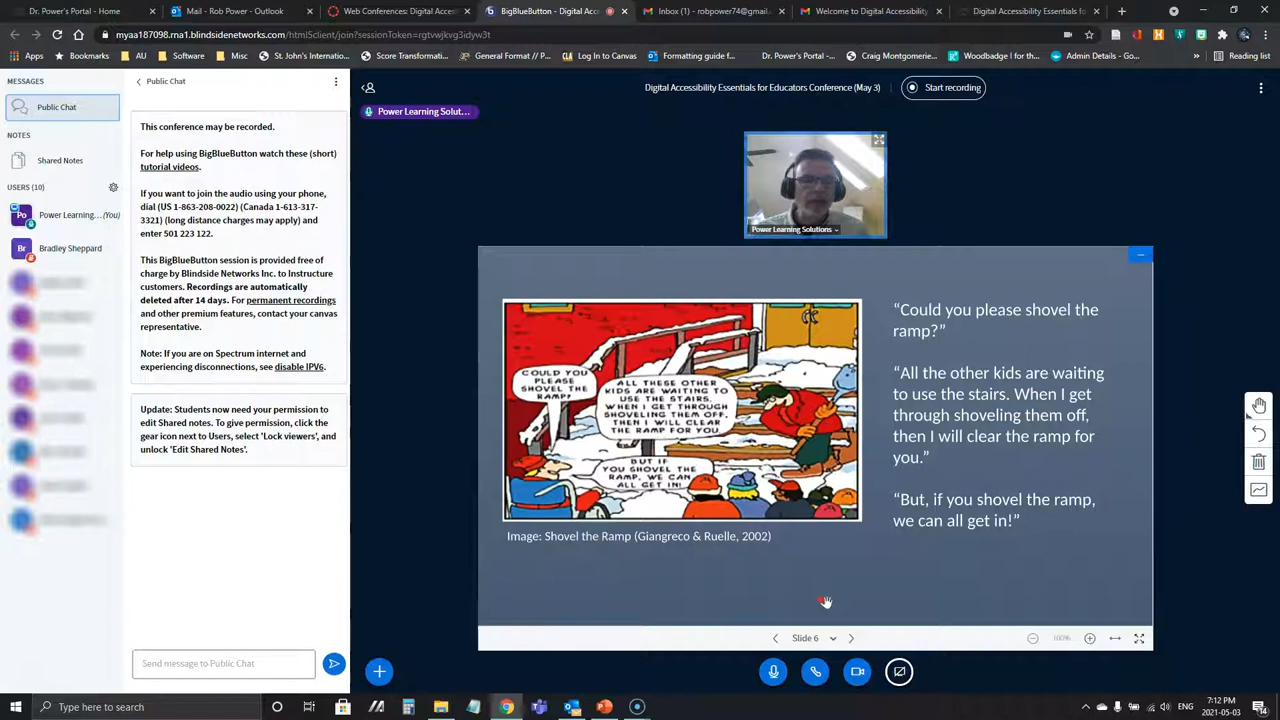 Dr. Power's D2L : Home
Mail - Rob Power - Outlook
Web Conferences: Digital Access
BigBlueButton - Digital Acc
Inbox (1) - robpower74@gmail.
Welcome to Digital Accessibility
Digital Accessibility Essentials fo
myaa187098.rna1.blindsidenetworks.com/html5client/join?sessionToken=rgtvwjkvg3idyw3t
Apps
Bookmarks
AU
Software
Misc
St. John's Internatio...
Score Transformati...
General Format // P...
Log In to Canvas
Formatting guide f...
Dr. Power's - Portal...
Craig Montgomerie...
Woodbadge I for th...
Admin Details - Go...
Reading list
MESSAGES
Public Chat
NOTES
Shared Notes
USERS (10)
Po
Power Learning... (You)
Br
Bradley Sheppard
Public Chat
This conference may be recorded.
For help using BigBlueButton watch these (short)
tutorial videos.
If you want to join the audio using your phone,
dial (US 1-863-208-0022) (Canada 1-613-317-
3321) (long distance charges may apply) and
enter 501 223 122.
This BigBlueButton session is provided free of
charge by Blindside Networks Inc. to Instructure
customers. Recordings are automatically
deleted after 14 days. For permanent recordings
and other premium features, contact your canvas
representative.
Note: If you are on Spectrum internet and
experiencing disconnections, see disable IPV6.
Update: Students now need your permission to
edit Shared notes. To give permission, click the
gear icon next to Users, select 'Lock viewers', and
unlock 'Edit Shared Notes'.
Send message to Public Chat
Digital Accessibility Essentials for Educators Conference (May 3)
Start recording
Power Learning Solut...
Power Learning Solutions
COULD YOU
PLEASE
SHOVEL THE
RAMP?
ALL THESE OTHER
KIDS ARE WAITING TO
USE THE STAIRS.
WHEN I GET THROUGH
SHOVELING THEM OFF,
THEN I WILL CLEAR
THE RAMP FOR YOU.
BUT IF
YOU SHOVEL THE
RAMP, WE CAN
ALL GET IN!
Image: Shovel the Ramp (Giangreco & Ruelle, 2002)
“Could you please shovel the
ramp?”
“All the other kids are waiting
to use the stairs. When I get
through shoveling them off,
then I will clear the ramp for
you.”
“But, if you shovel the ramp,
we can all get in!”
Slide 6
100%
Type here to search
ENG
7:12 PM
2021-05-03